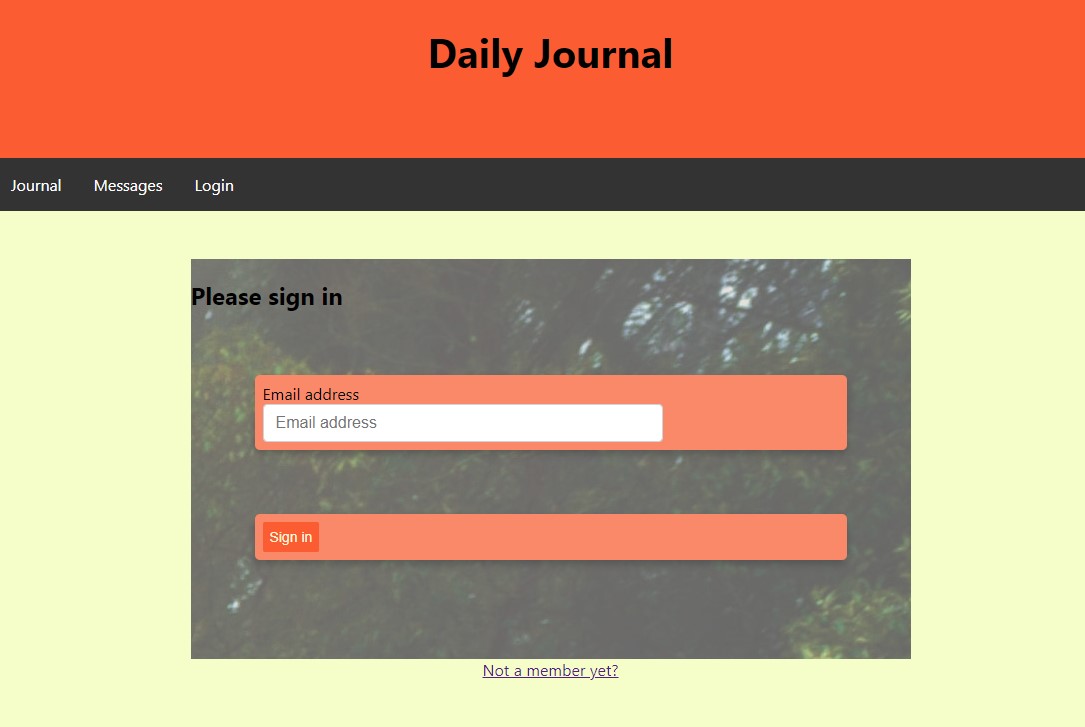 Daily Journal
Journal Messages Login
Please sign in
Email address
Email address
Sign in
Not a member yet?